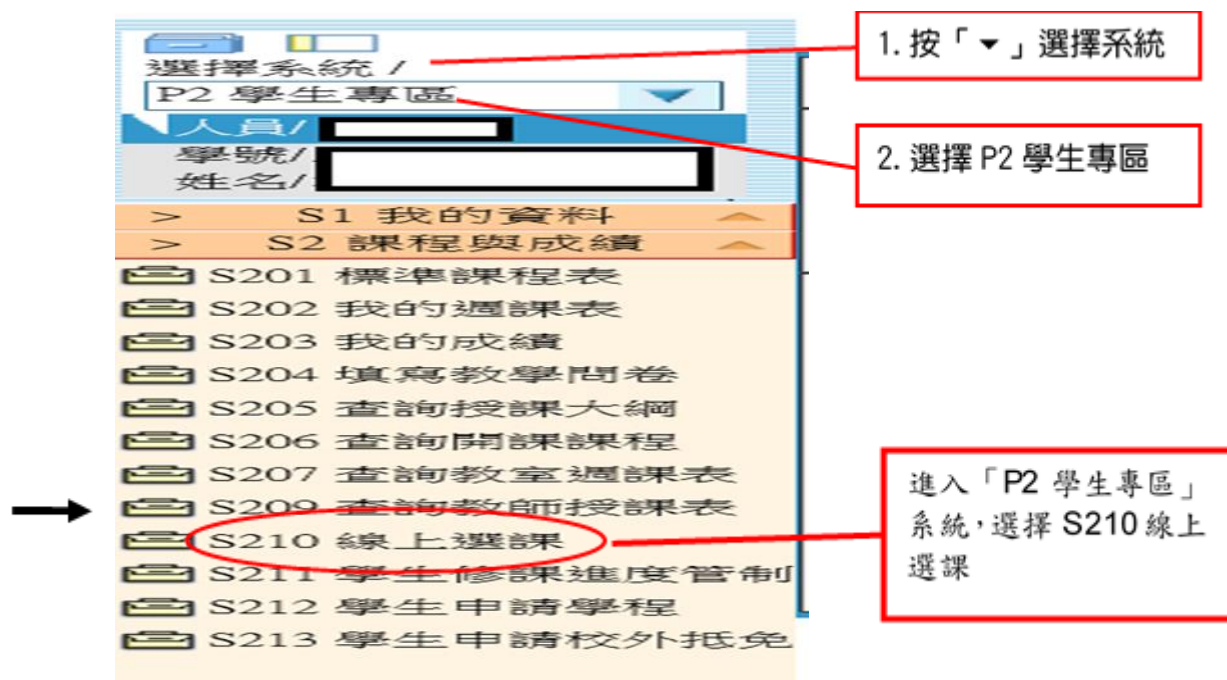 選擇系統 /
P2 學生專區
人員/
學號/
姓名/
> S1 我的資料
> S2 課程與成績
S201 標準課程表
S202 我的週課表
S203 我的成績
S204 填寫教學問卷
S205 查詢授課大綱
S206 查詢開課課程
S207 查詢教室週課表
S209 查詢教師授課表
S210 線上選課
S211 學生修課進度管制
S212 學生申請學程
S213 學生申請校外抵免
1. 按「▼」選擇系統
2. 選擇 P2 學生專區
進入「P2 學生專區」
系統,選擇 S210 線上
選課